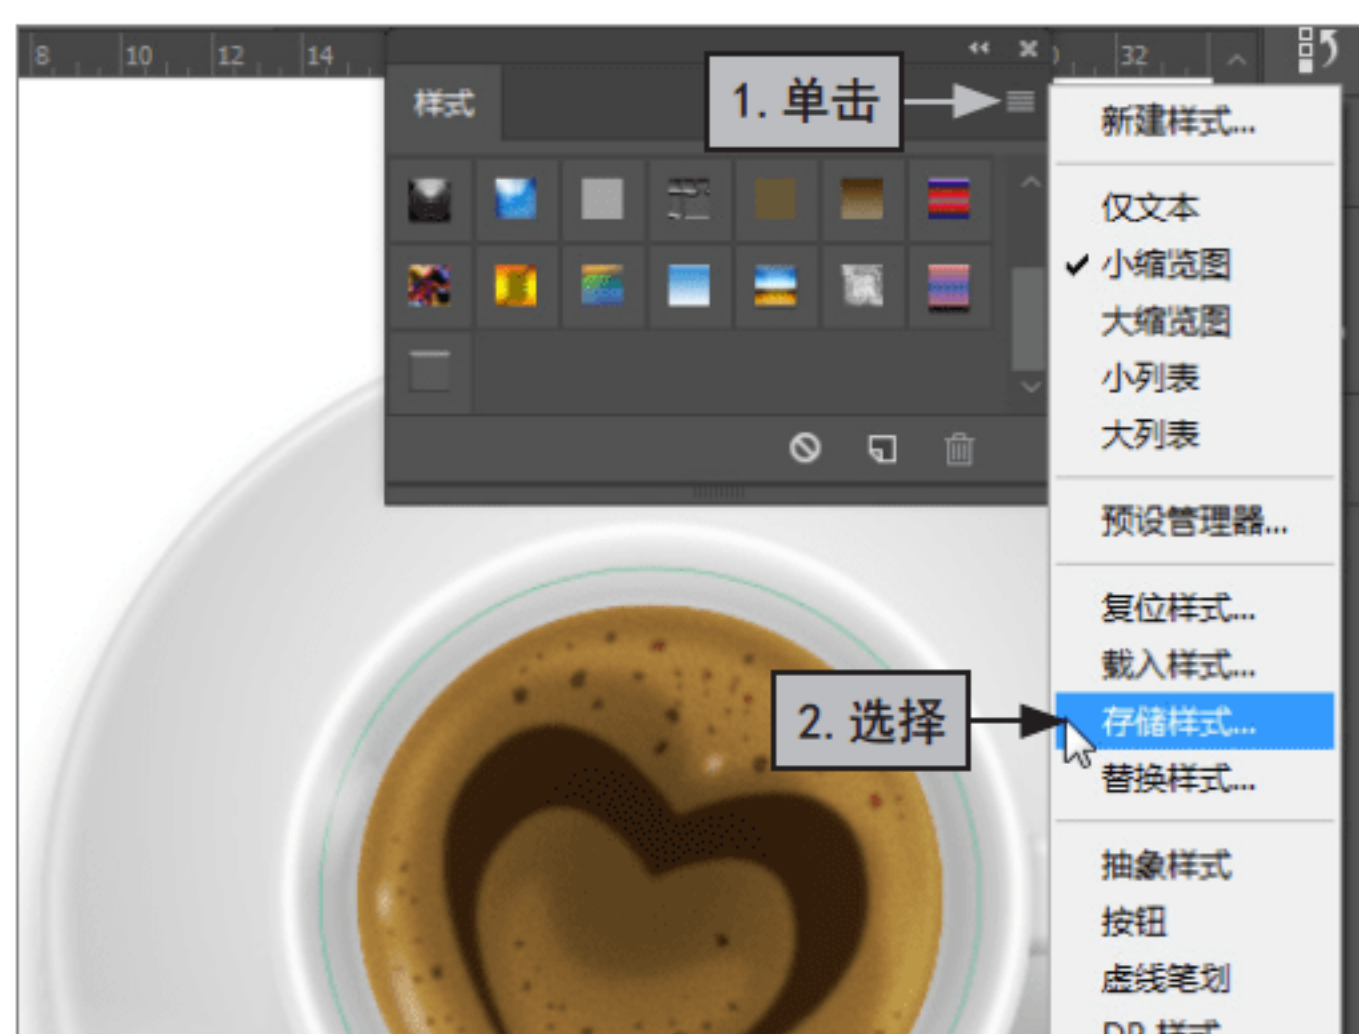 8 10 12 14 32
样式
1. 单击
新建样式...
仅文本
小缩览图
大缩览图
小列表
大列表
预设管理器...
复位样式...
载入样式...
2. 选择
存储样式...
替换样式...
抽象样式
按钮
虚线笔划
DP 样式